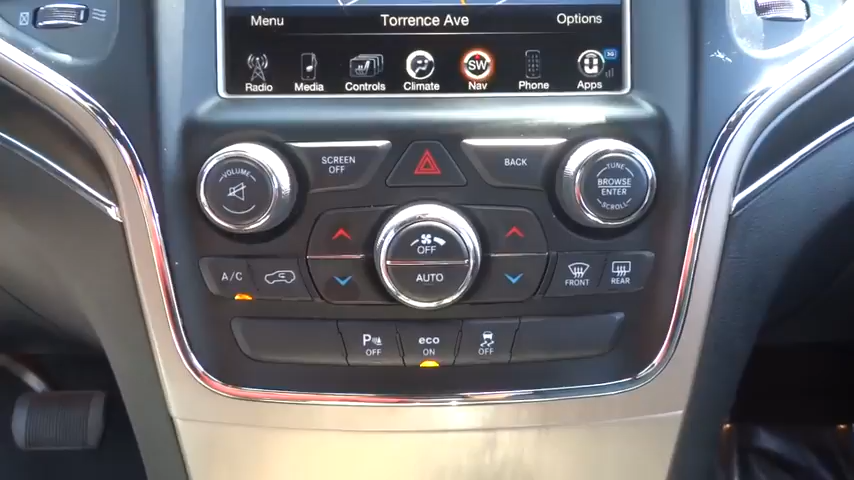 Menu
Torrence Ave
Options
SW
3G
Radio
Media
Controls
Climate
Nav
Phone
Apps
VOLUME
SCREEN
OFF
BACK
TUNE
BROWSE
ENTER
SCROLL
OFF
AUTO
A/C
FRONT
REAR
P
OFF
eco
ON
OFF